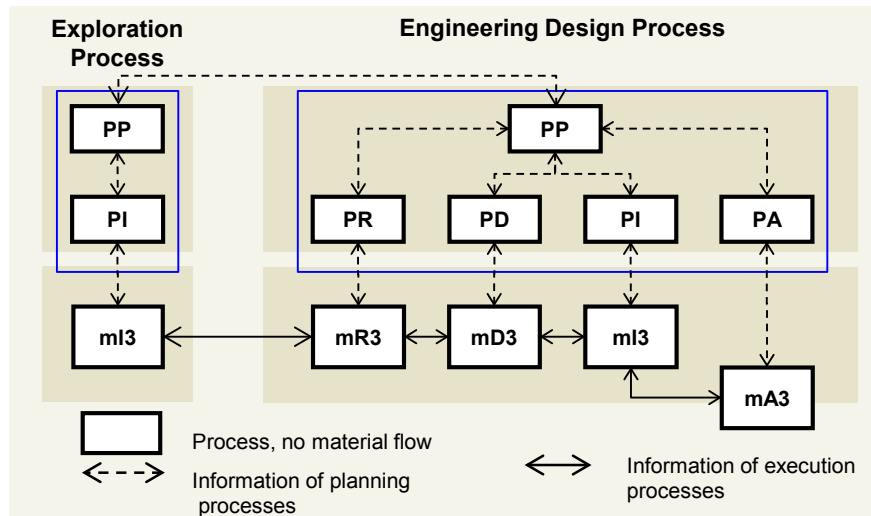 Exploration
Process
Engineering Design Process
PP
PP
PI
PR
PD
PI
PA
mI3
mR3
mD3
mI3
mA3
Process, no material flow
Information of planning
processes
Information of execution
processes